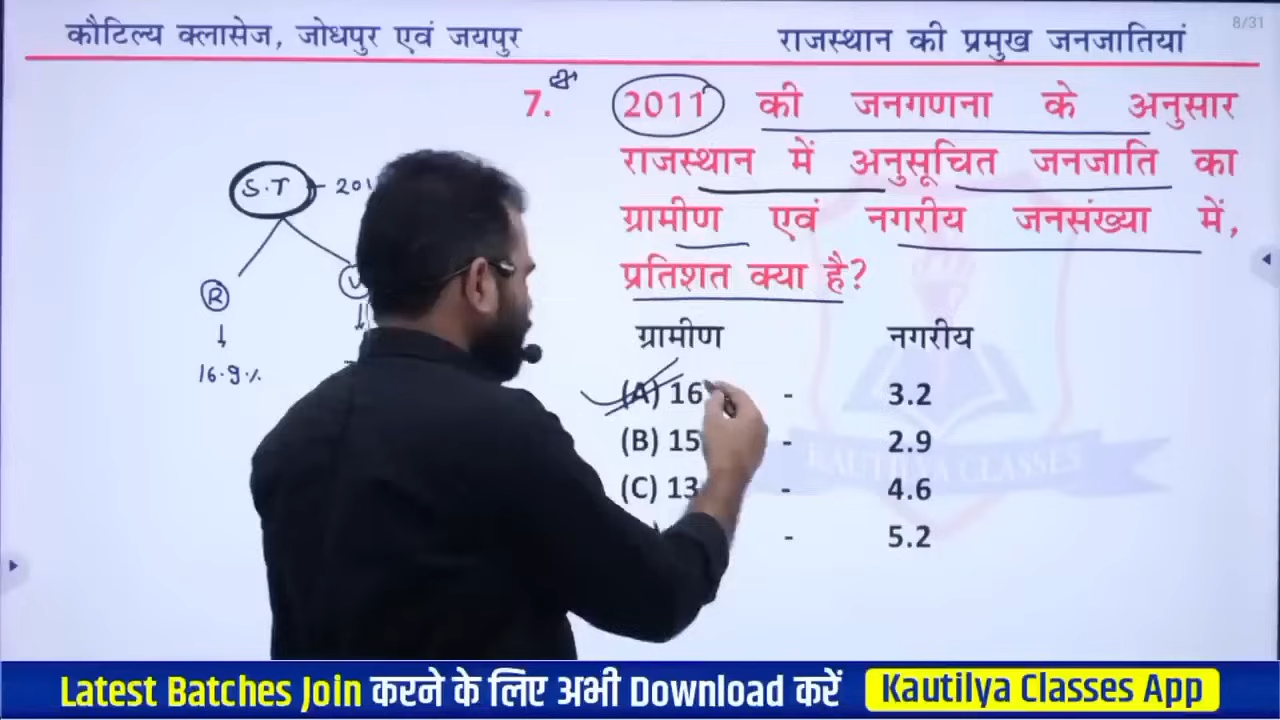 8/31
कौटिल्य क्लासेज, जोधपुर एवं जयपुर
राजस्थान की प्रमुख जनजातियां
7. 2011 की जनगणना के अनुसार
राजस्थान में अनुसूचित जनजाति का
ग्रामीण एवं नगरीय जनसंख्या में,
प्रतिशत क्या है?
ग्रामीण नगरीय
(A) 16 - 3.2
(B) 15 - 2.9
(C) 13 - 4.6
- 5.2
S.T
R
16.9%
KAUTILYA CLASSES
Latest Batches Join करने के लिए अभी Download करें Kautilya Classes App